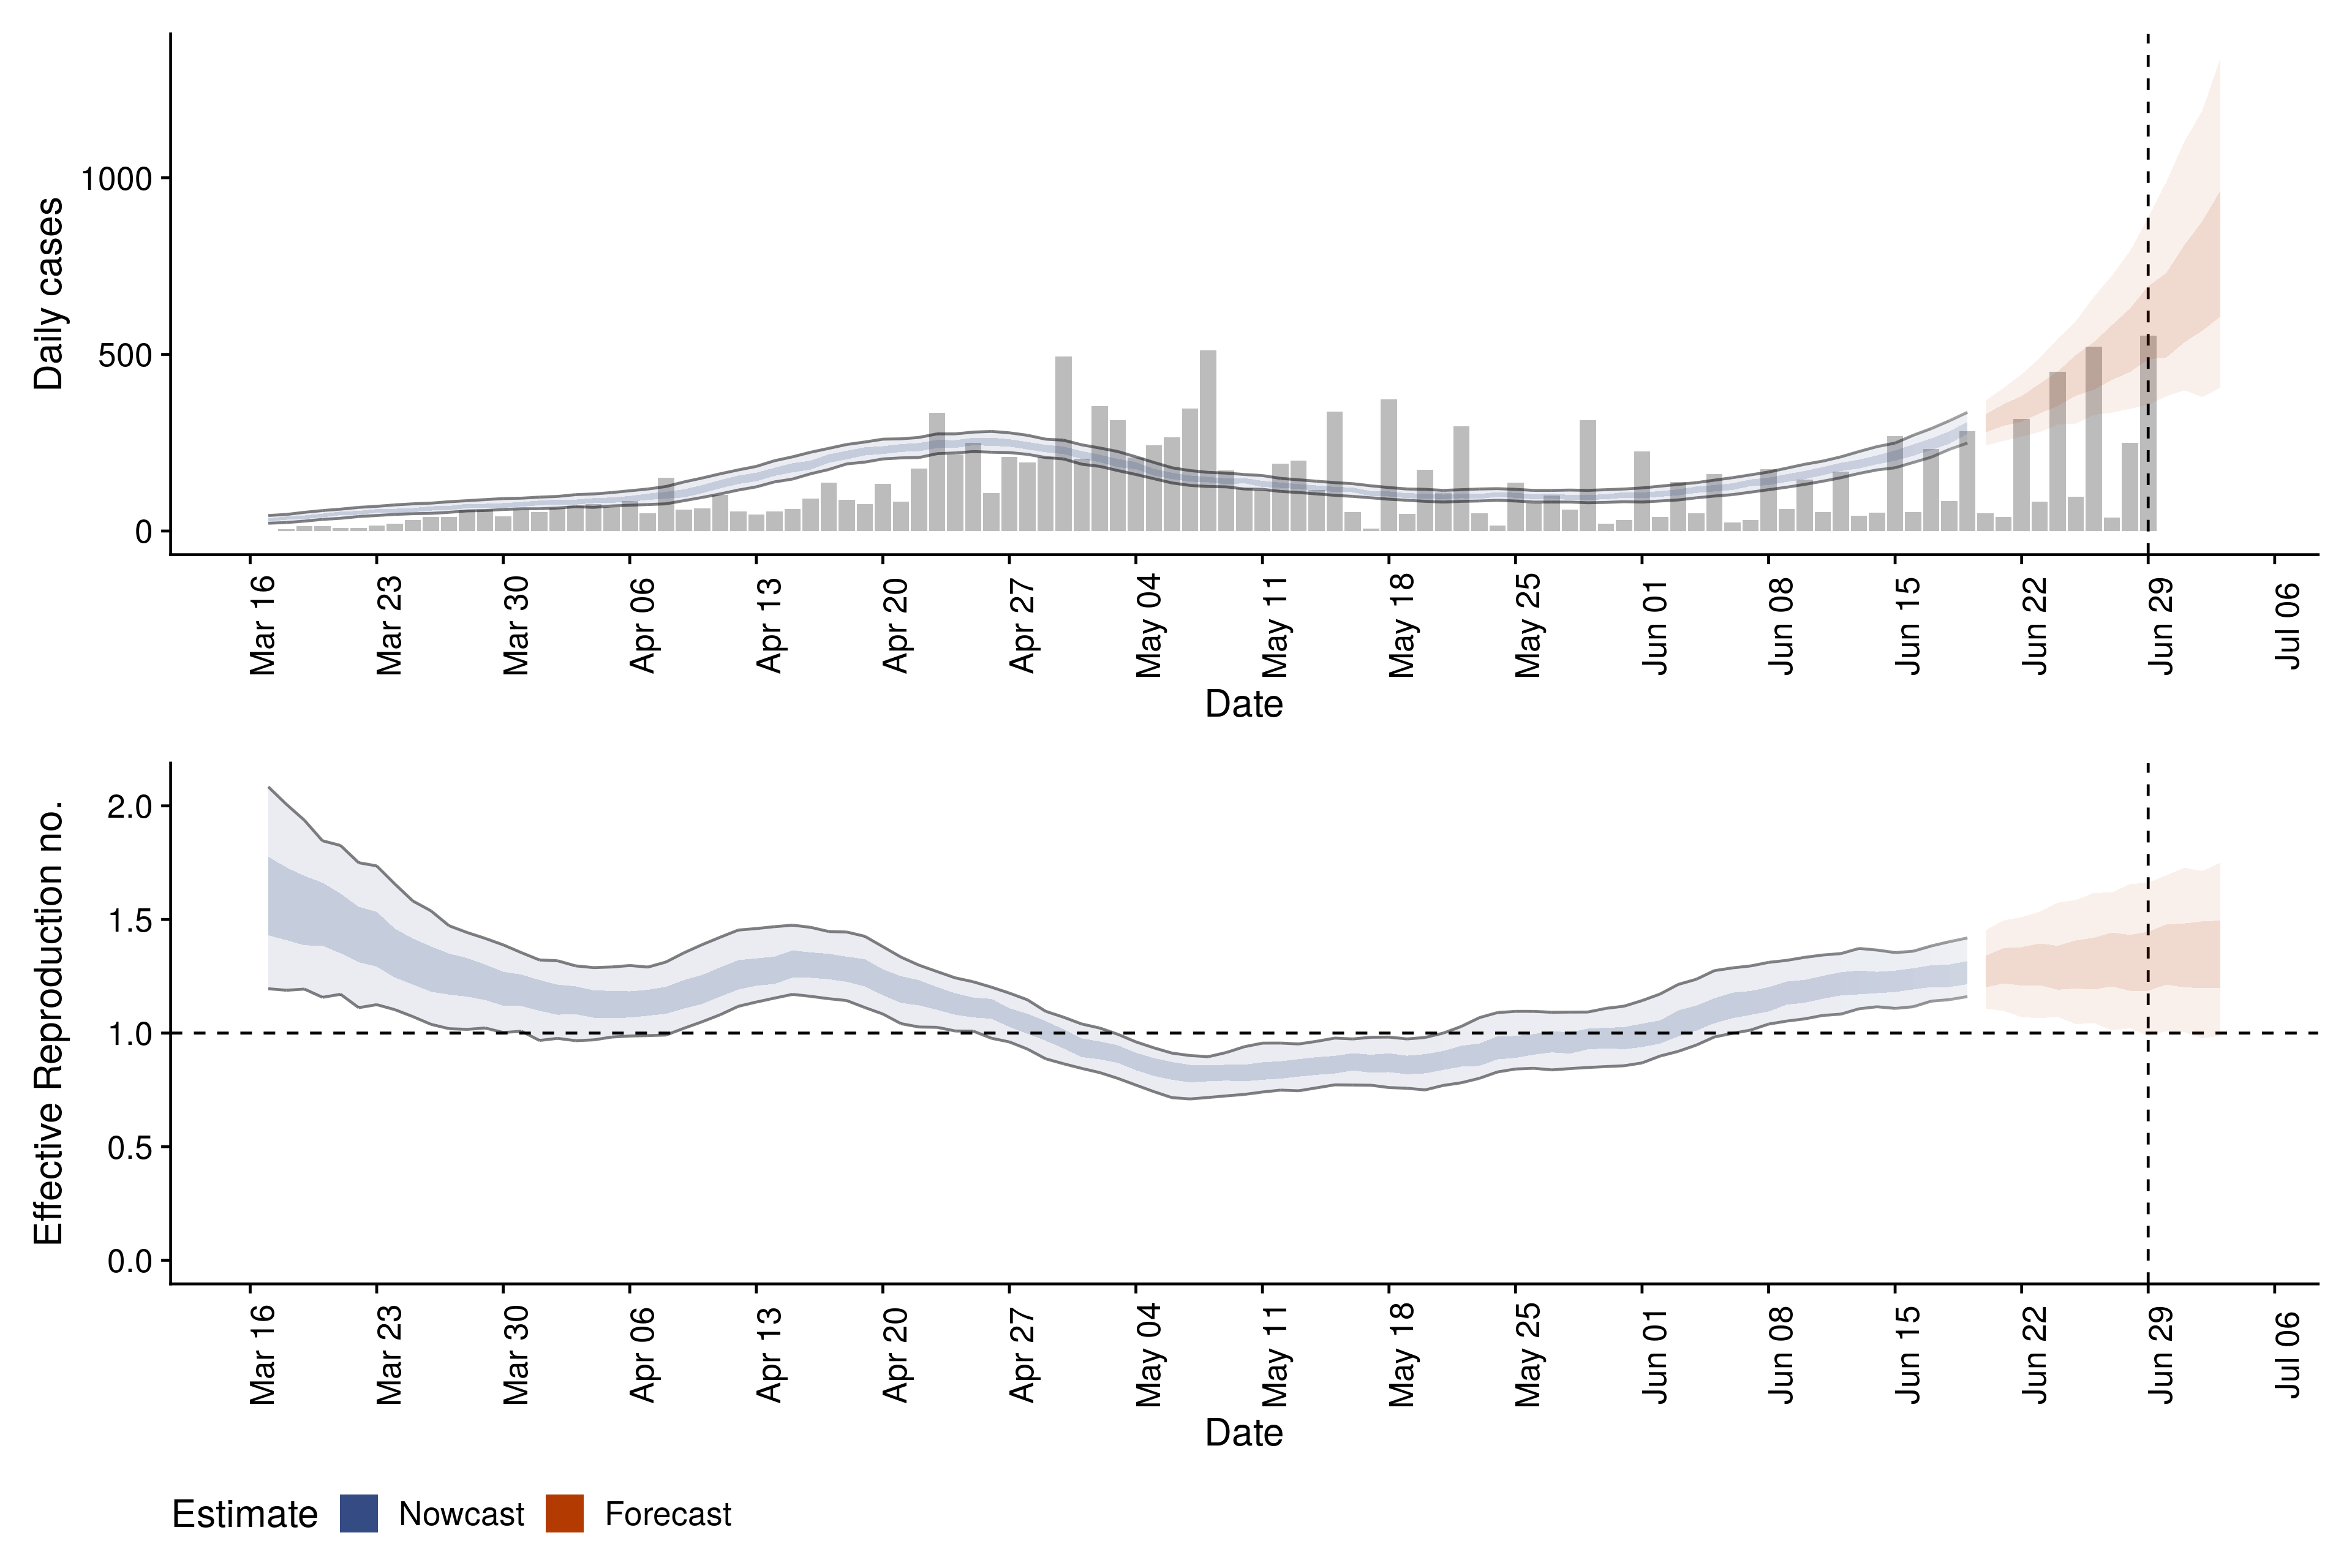 Daily cases
1000
500
0
Mar 16
Mar 23
Mar 30
Apr 06
Apr 13
Apr 20
Apr 27
May 04
May 11
May 18
May 25
Jun 01
Jun 08
Jun 15
Jun 22
Jun 29
Jul 06
Date
Effective Reproduction no.
2.0
1.5
1.0
0.5
0.0
Mar 16
Mar 23
Mar 30
Apr 06
Apr 13
Apr 20
Apr 27
May 04
May 11
May 18
May 25
Jun 01
Jun 08
Jun 15
Jun 22
Jun 29
Jul 06
Date
Estimate Nowcast Forecast